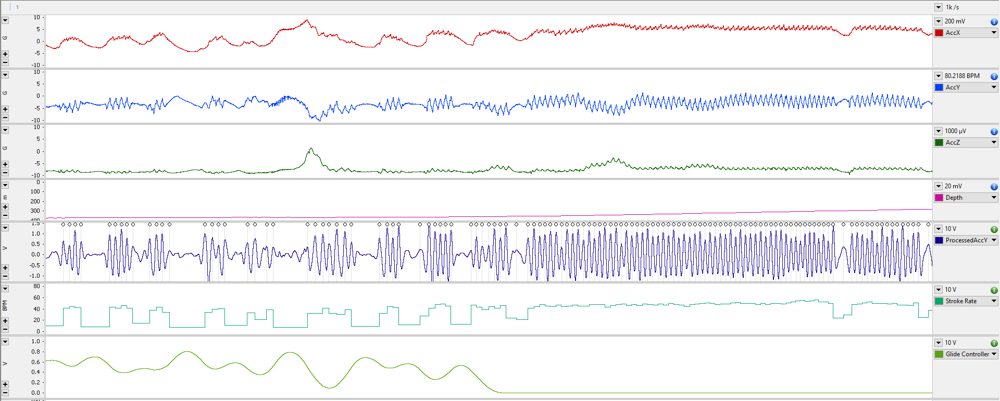 1
1k /s
10
5
0
-5
-10
G
200 mV
AccX
10
5
0
-5
-10
G
80.2188 BPM
AccY
10
5
0
-5
-10
G
1000 µV
AccZ
0
100
200
300
400
m
20 mV
Depth
1.5
1.0
0.5
0.0
-0.5
-1.0
V
10 V
ProcessedAccY
80
60
40
20
0
BPM
10 V
Stroke Rate
1.0
0.8
0.6
0.4
0.2
0.0
V
10 V
Glide Controller